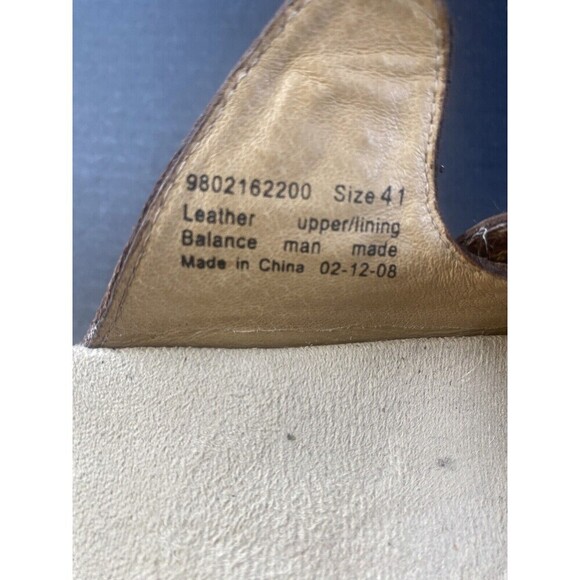 9802162200 Size 41
Leather upper/lining
Balance man made
Made in China 02-12-08